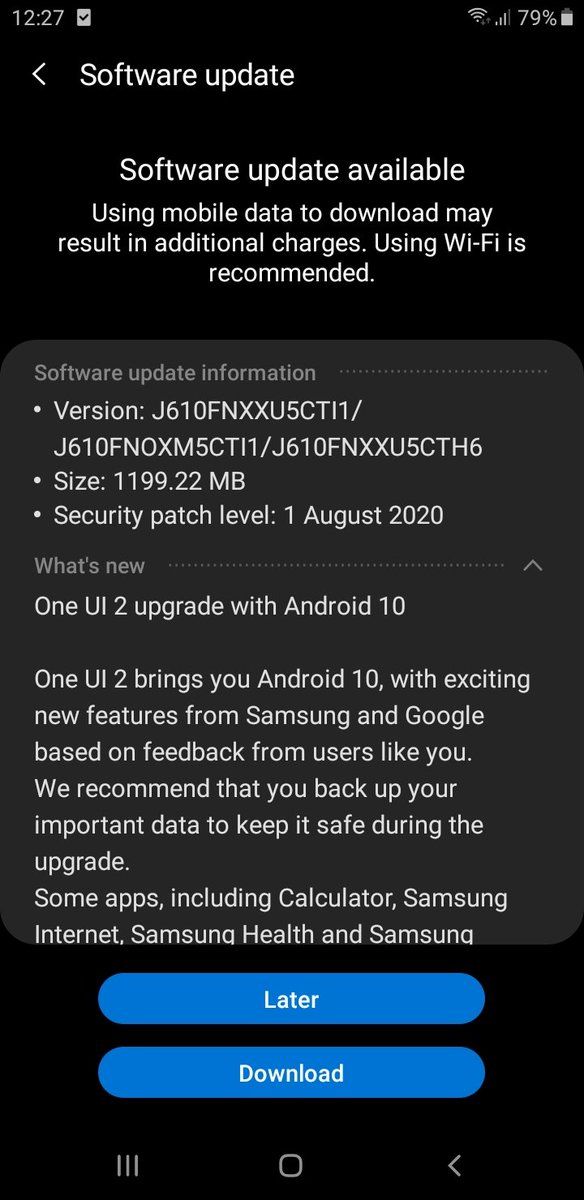 12:27 79%
Software update
Software update available
Using mobile data to download may
result in additional charges. Using Wi-Fi is
recommended.
Software update information
• Version: J610FNXXU5CTI1/
J610FNOXM5CTI1/J610FNXXU5CTH6
• Size: 1199.22 MB
• Security patch level: 1 August 2020
What's new
One UI 2 upgrade with Android 10
One UI 2 brings you Android 10, with exciting
new features from Samsung and Google
based on feedback from users like you.
We recommend that you back up your
important data to keep it safe during the
upgrade.
Some apps, including Calculator, Samsung
Internet, Samsung Health and Samsung
Later
Download